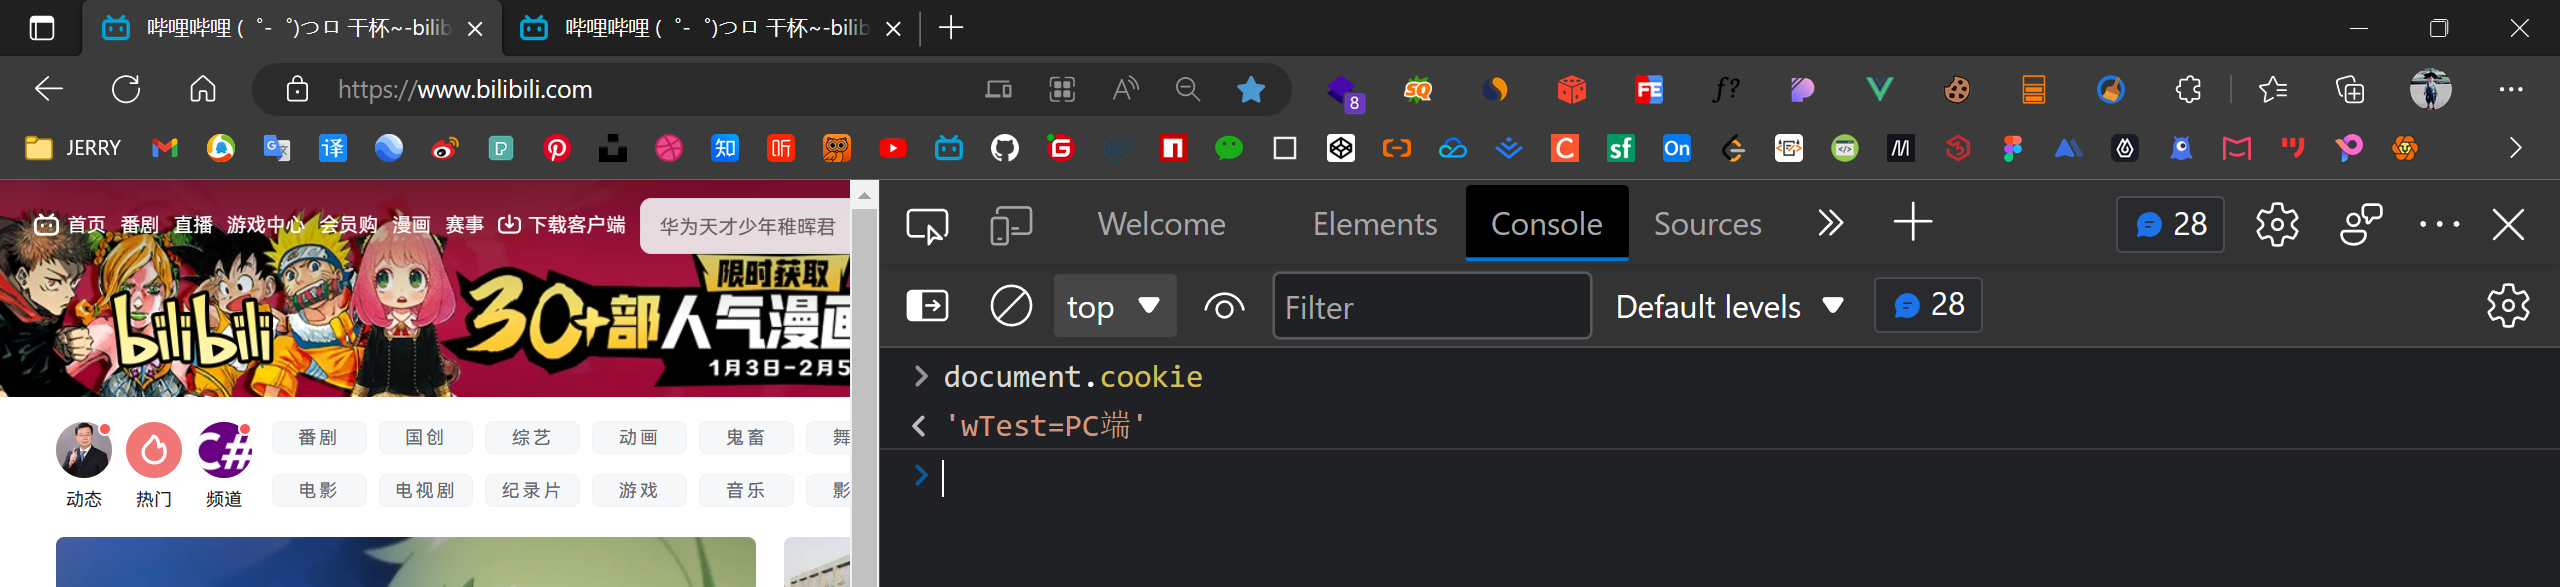 哔哩哔哩 (゜-゜)つロ 干杯~-bilib
哔哩哔哩 (゜-゜)つロ 干杯~-bilib
https://www.bilibili.com
8
JERRY
译
知
听
sf
On
首页 番剧 直播 游戏中心 会员购 漫画 赛事 下载客户端
华为天才少年稚晖君
限时获取
bilibili
30+部人气漫画
1月3日-2月5
番剧 国创 综艺 动画 鬼畜 舞
电影 电视剧 纪录片 游戏 音乐 影
动态 热门 频道
C#
Welcome Elements Console Sources 28
top Filter Default levels 28
document.cookie
'wTest=PC端'